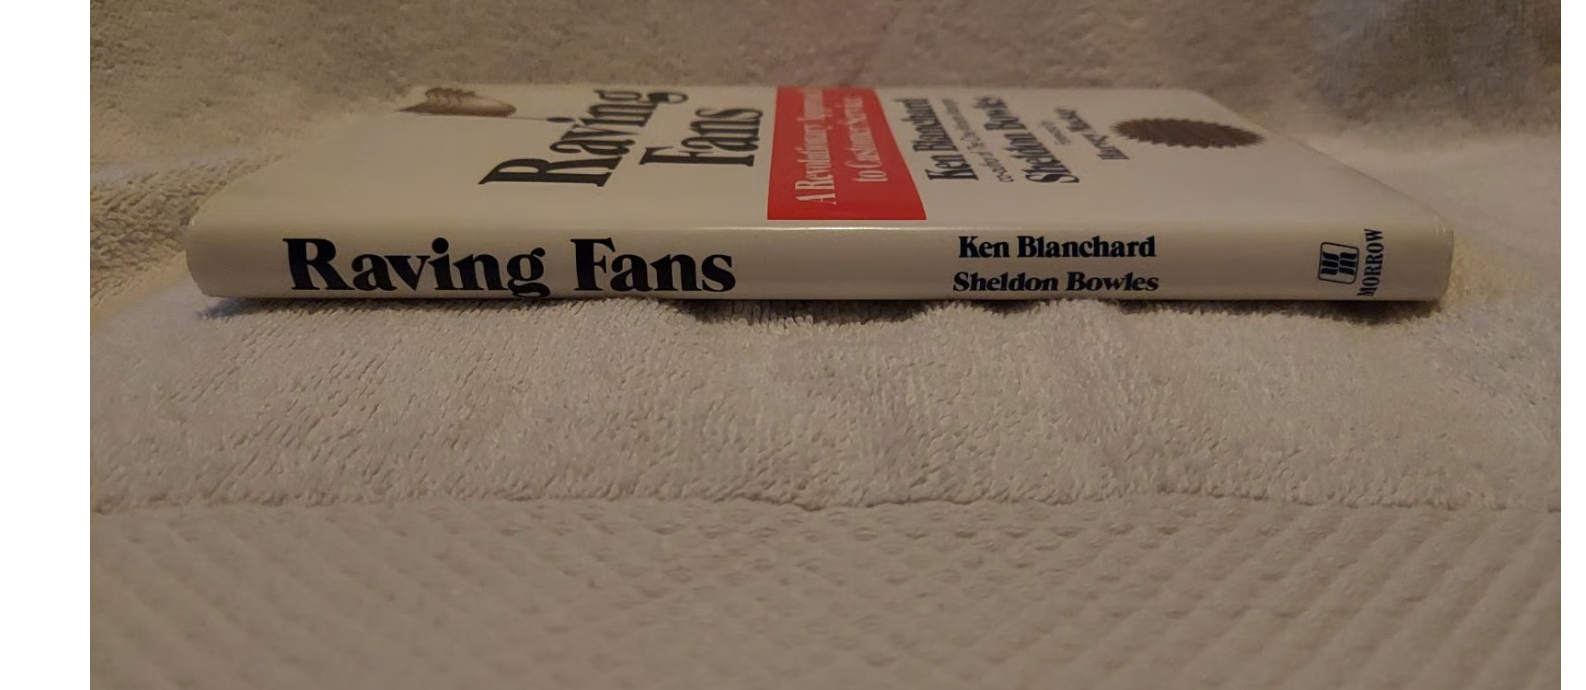 Raving
Fans
A Revolutionary Approach
to Customer Service
Ken Blanchard
Sheldon Bowles
Raving Fans
Ken Blanchard
Sheldon Bowles
MORROW